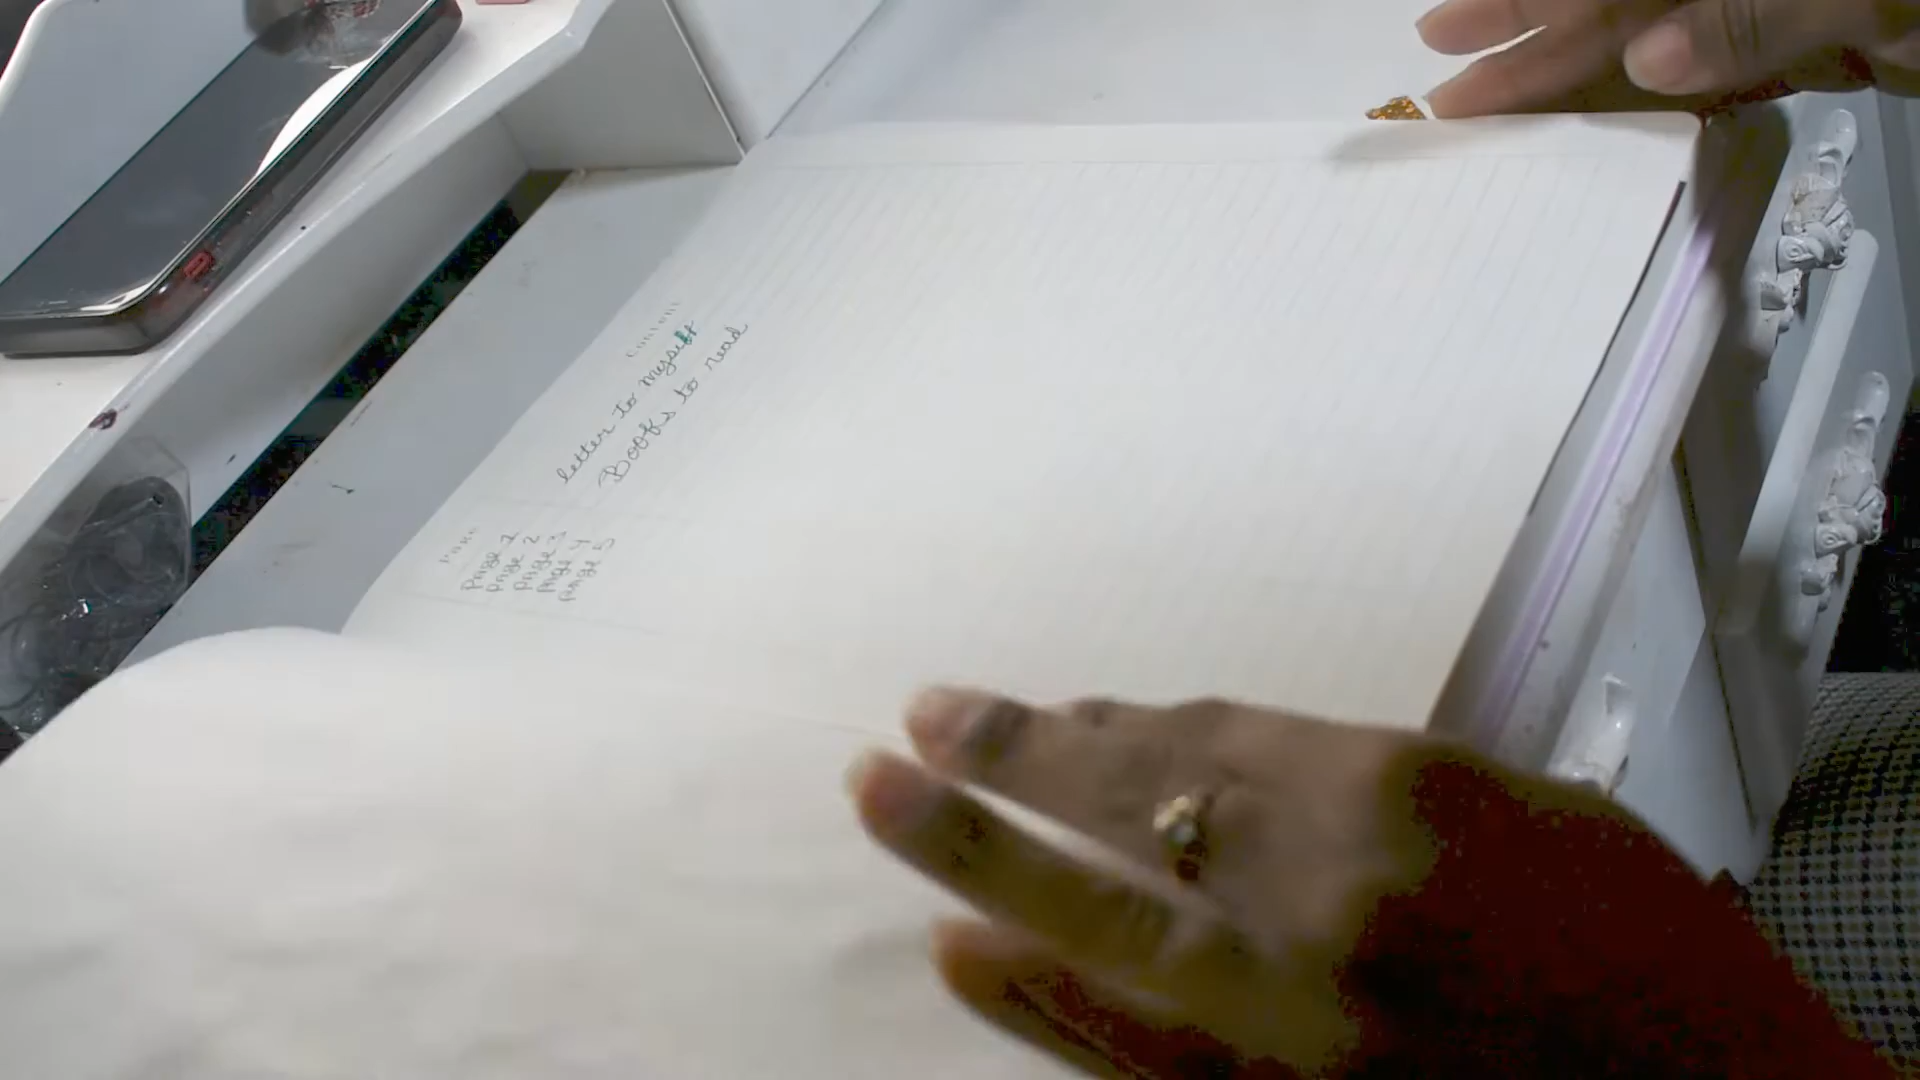 Page Content
Page 1 letter to myself
page 2 Books to read
page 3
page 4
page 5